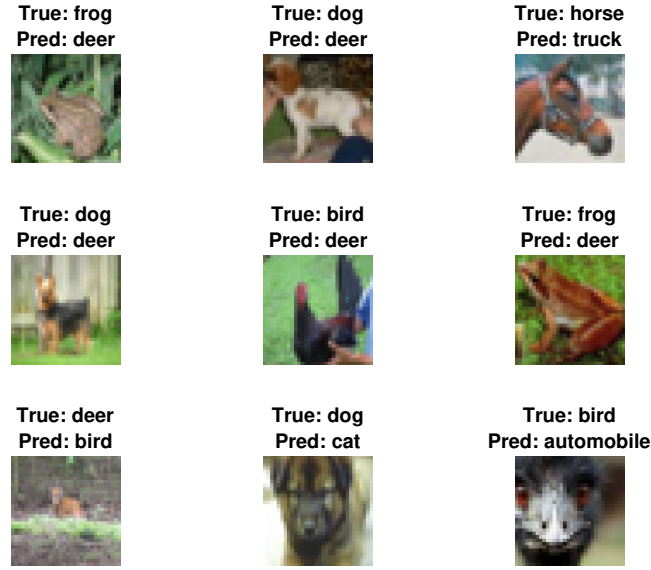 True: frog
Pred: deer
True: dog
Pred: deer
True: horse
Pred: truck
True: dog
Pred: deer
True: bird
Pred: deer
True: frog
Pred: deer
True: deer
Pred: bird
True: dog
Pred: cat
True: bird
Pred: automobile